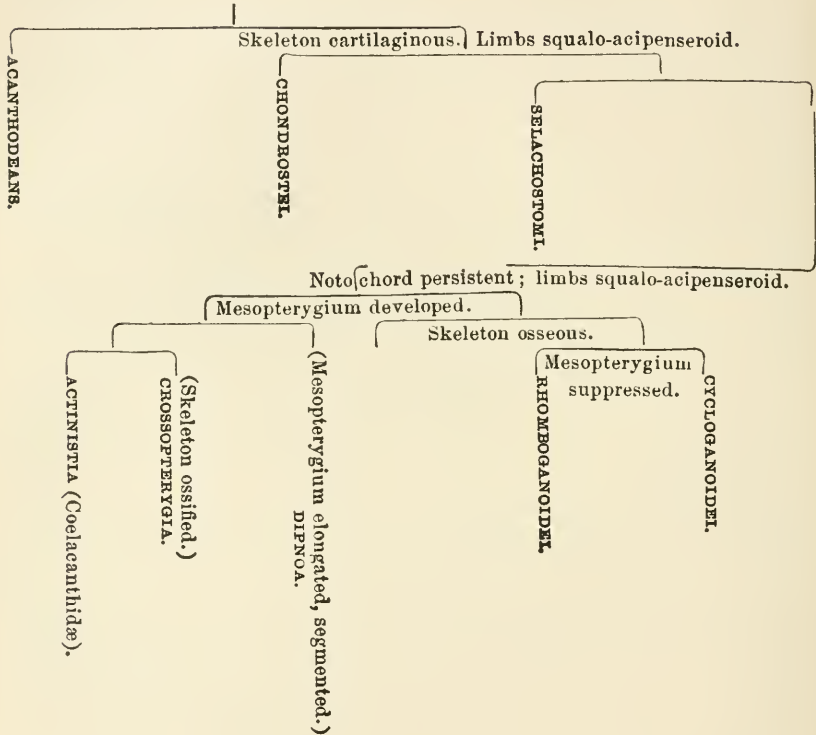 Skeleton cartilaginous. Limbs squalo-acipenseroid.
ACANTHODEANS.
CHONDROSTEI.
SELACHOSTOMI.
Notochord persistent; limbs squalo-acipenseroid.
Mesopterygium developed.
Skeleton osseous.
Mesopterygium
suppressed.
ACTINISTIA (Coelacanthidæ).
(Skeleton ossified.)
CROSSOPTERYGIA.
(Mesopterygium elongated, segmented.)
DIPNOA.
RHOMBOGANOIDEI.
CYCLOGANOIDEI.